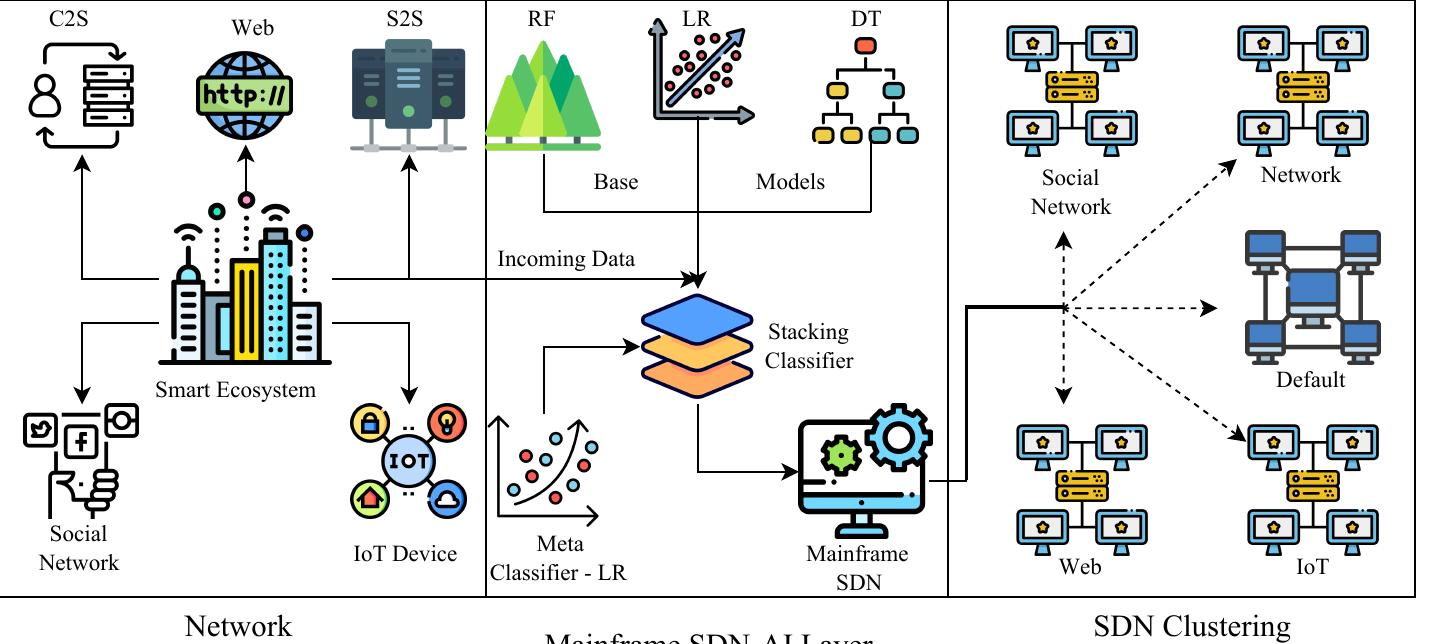 C2S
Web
S2S
http://
Smart Ecosystem
Social
Network
IOT
IoT Device
RF
LR
DT
Base
Models
Incoming Data
Stacking
Classifier
Meta
Classifier - LR
Mainframe
SDN
Social
Network
Network
Default
Web
IoT
Network
Mainframe SDN-AI Layer
SDN Clustering